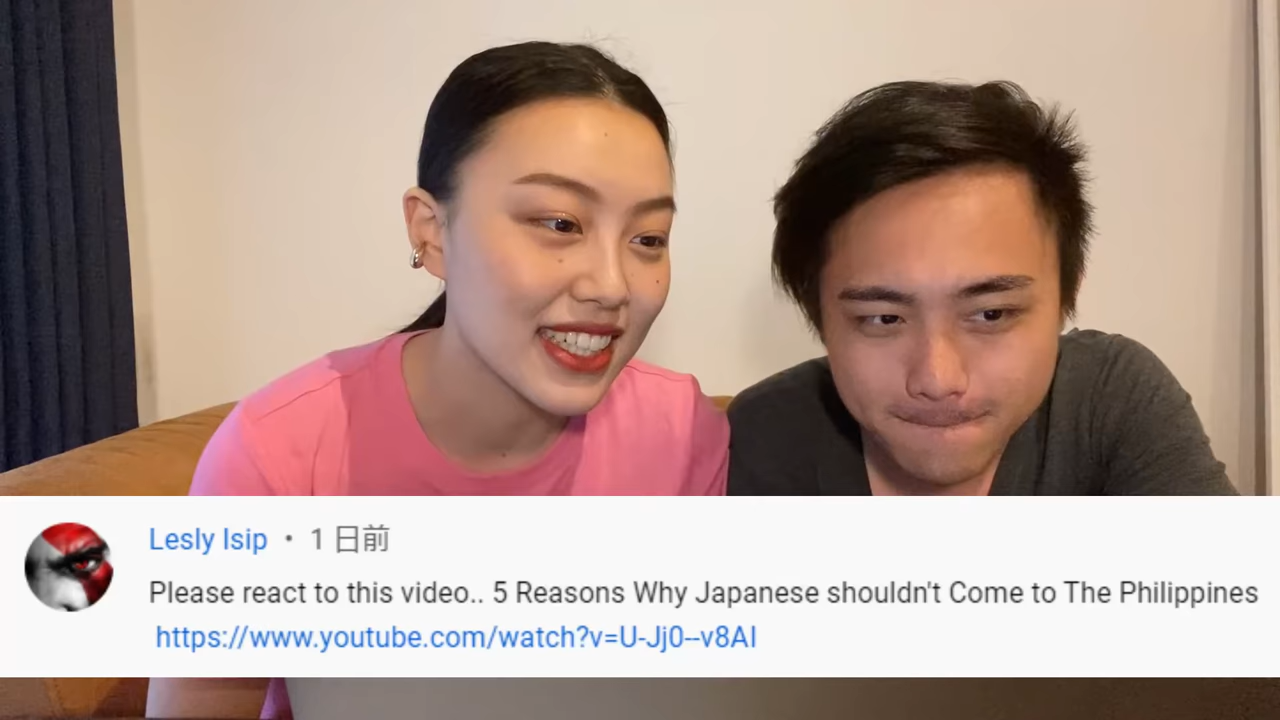 Lesly Isip • 1 日前
Please react to this video.. 5 Reasons Why Japanese shouldn't Come to The Philippines
https://www.youtube.com/watch?v=U-Jj0--v8AI